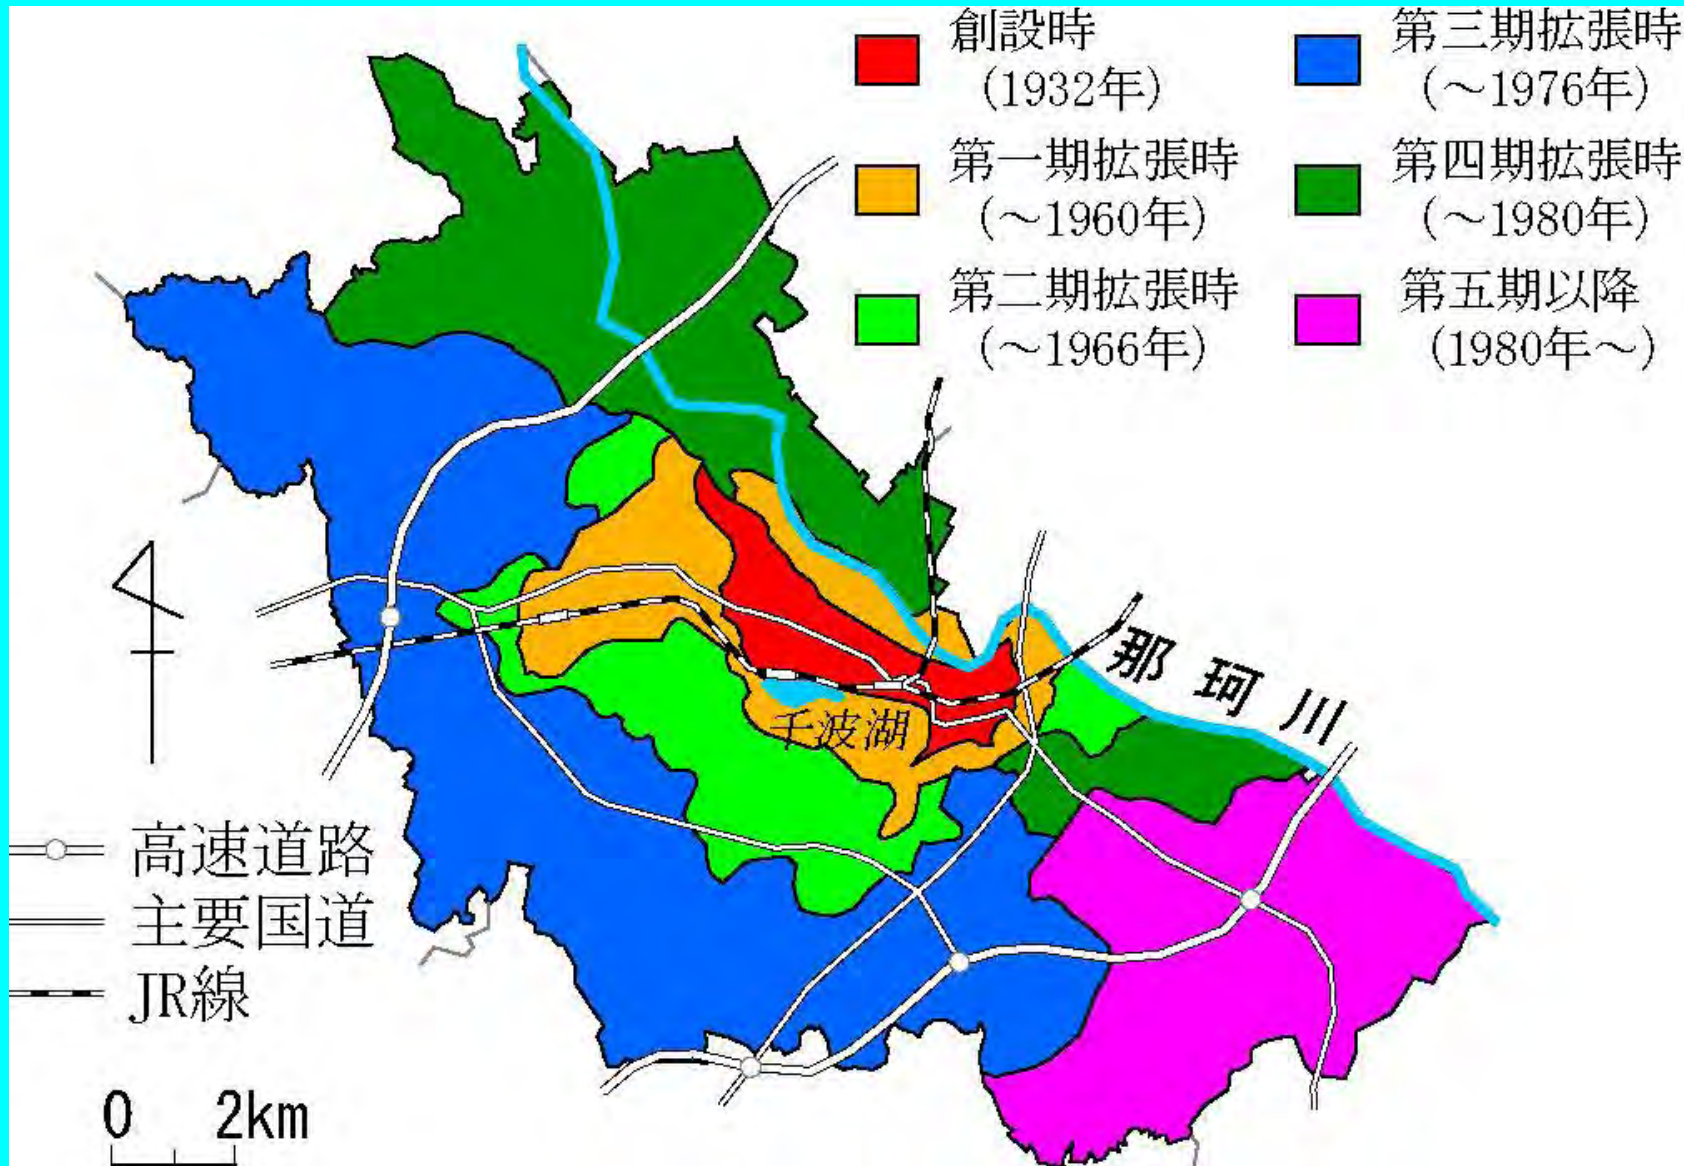 創設時
(1932年)
第一期拡張時
(～1960年)
第二期拡張時
(～1966年)
第三期拡張時
(～1976年)
第四期拡張時
(～1980年)
第五期以降
(1980年～)
那珂川
千波湖
高速道路
主要国道
JR線
0 2km